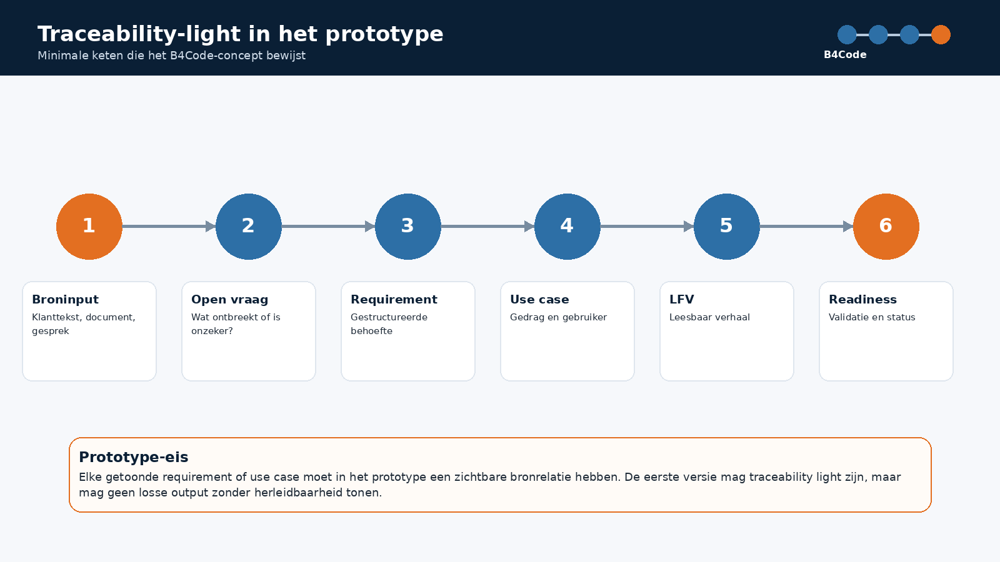 Traceability-light in het prototype
Minimale keten die het B4Code-concept bewijst
B4Code
1
2
3
4
5
6
Broninput
Klanttekst, document,
gesprek
Open vraag
Wat ontbreekt of is
onzeker?
Requirement
Gestructureerde
behoefte
Use case
Gedrag en gebruiker
LFV
Leesbaar verhaal
Readiness
Validatie en status
Prototype-eis
Elke getoonde requirement of use case moet in het prototype een zichtbare bronrelatie hebben. De eerste versie mag traceability light zijn, maar
mag geen losse output zonder herleidbaarheid tonen.